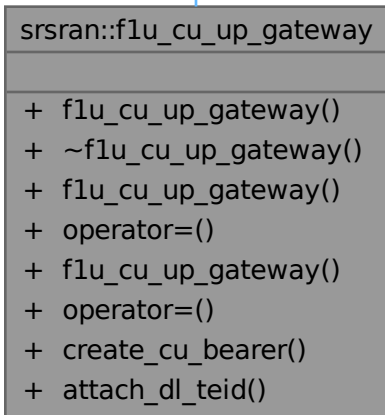 srsran::f1u_cu_up_gateway
+ f1u_cu_up_gateway()
+ ~f1u_cu_up_gateway()
+ f1u_cu_up_gateway()
+ operator=()
+ f1u_cu_up_gateway()
+ operator=()
+ create_cu_bearer()
+ attach_dl_teid()